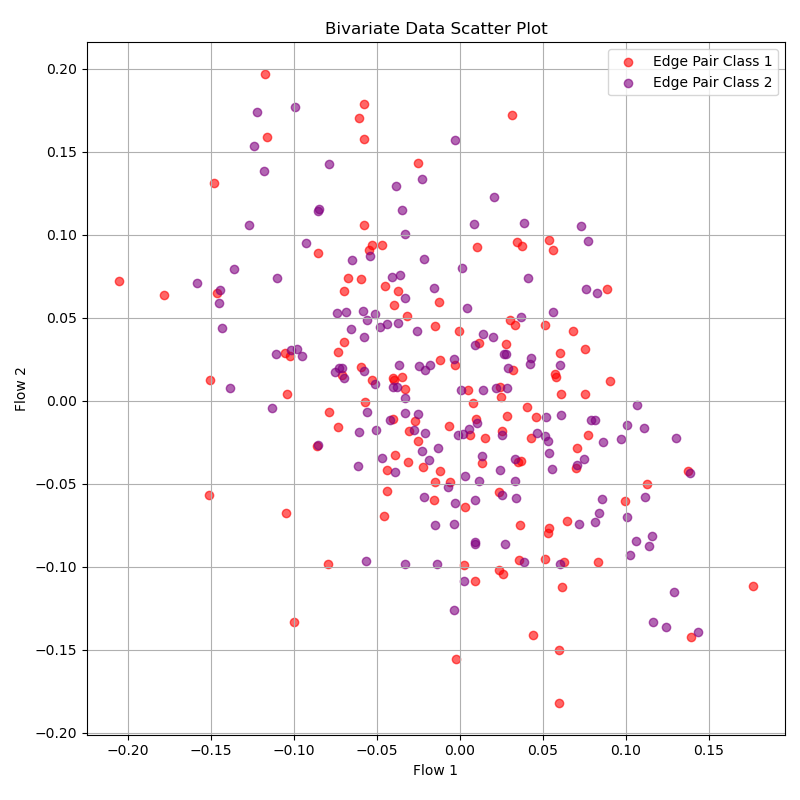 Bivariate Data Scatter Plot
Edge Pair Class 1
Edge Pair Class 2
Flow 2
0.20
0.15
0.10
0.05
0.00
−0.05
−0.10
−0.15
−0.20
−0.20 −0.15 −0.10 −0.05 0.00 0.05 0.10 0.15
Flow 1